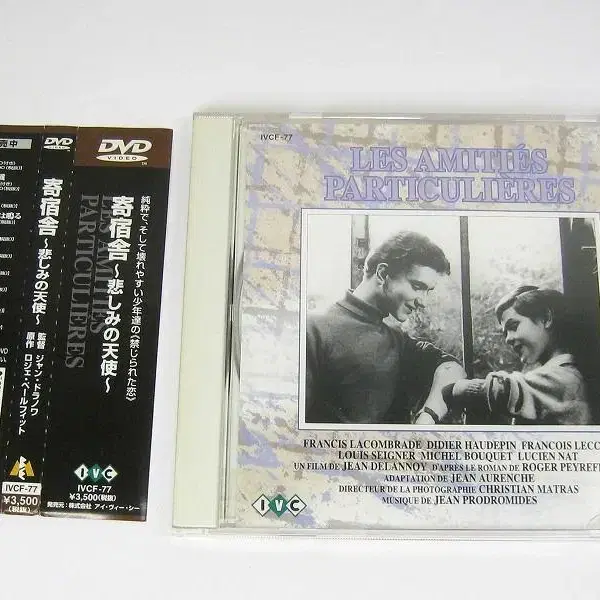 DVD
VIDEO
純粋で、そして壊れやすい少年達の《禁じられた恋》
寄宿舎
〜悲しみの天使〜
LES AMITIÉS
PARTICULIÈRES
IVC
IVCF-77
¥3,500(税抜)
発売元:株式会社 アイ・ヴィー・シー
DVD
VIDEO
寄宿舎
〜悲しみの天使〜
監督 ジャン・ドラノワ
原作 ロジェ・ペールフィット
IVCF-77
¥3,500
(税抜)
IVCF-77
LES AMITIÉS
PARTICULIÈRES
FRANCIS LACOMBRADE DIDIER HAUDEPIN FRANCOIS LECC
LOUIS SEIGNER MICHEL BOUQUET LUCIEN NAT
UN FILM DE JEAN DELANNOY D'APRÈS LE ROMAN DE ROGER PEYREFI
ADAPTATION DE JEAN AURENCHE
DIRECTEUR DE LA PHOTOGRAPHIE CHRISTIAN MATRAS
MUSIQUE DE JEAN PRODROMIDES
IVC